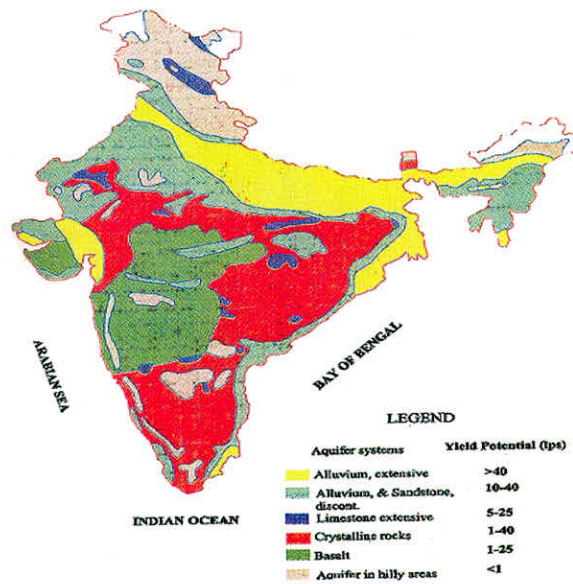 ARABIAN SEA
BAY OF BENGAL
INDIAN OCEAN
LEGEND
Aquifer systems Yield Potential (lps)
Alluvium, extensive >40
Alluvium, & Sandstone, discont. 10-40
Limestone extensive 5-25
Crystalline rocks 1-40
Basalt 1-25
Aquifer in hilly areas <1